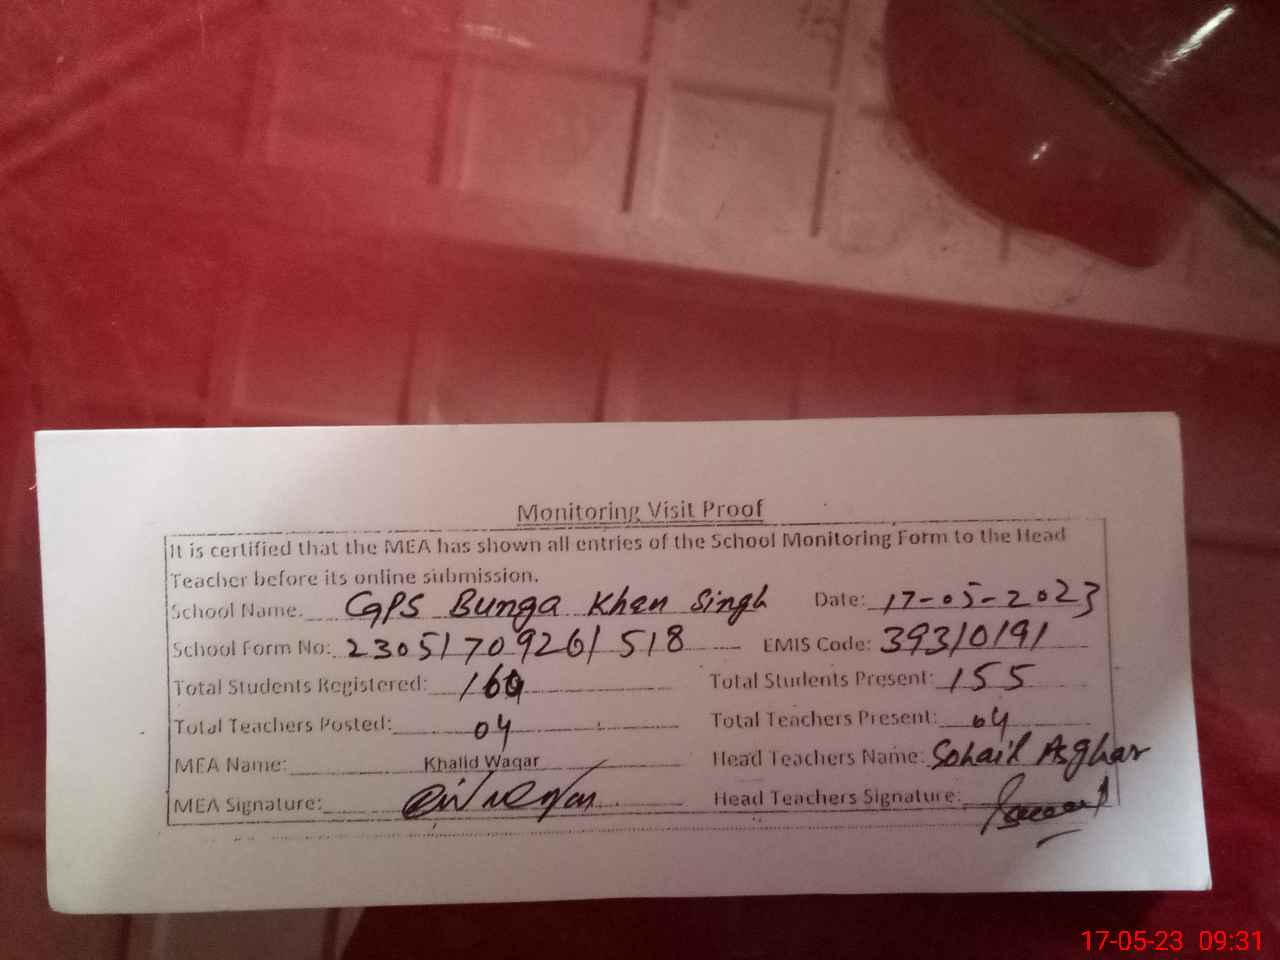 Monitoring Visit Proof
It is certified that the MEA has shown all entries of the School Monitoring Form to the Head
Teacher before its online submission.
School Name: GPS Bunga Khan Singh Date: 17-05-2023
School Form No: 23051709261518 EMIS Code: 39310191
Total Students Registered: Total Students Present: 155
Total Teachers Posted: 04 Total Teachers Present: 04
MEA Name: Khalid Waqar Head Teachers Name: Sohail Asghar
MEA Signature: Head Teachers Signature:
17-05-23 09:31